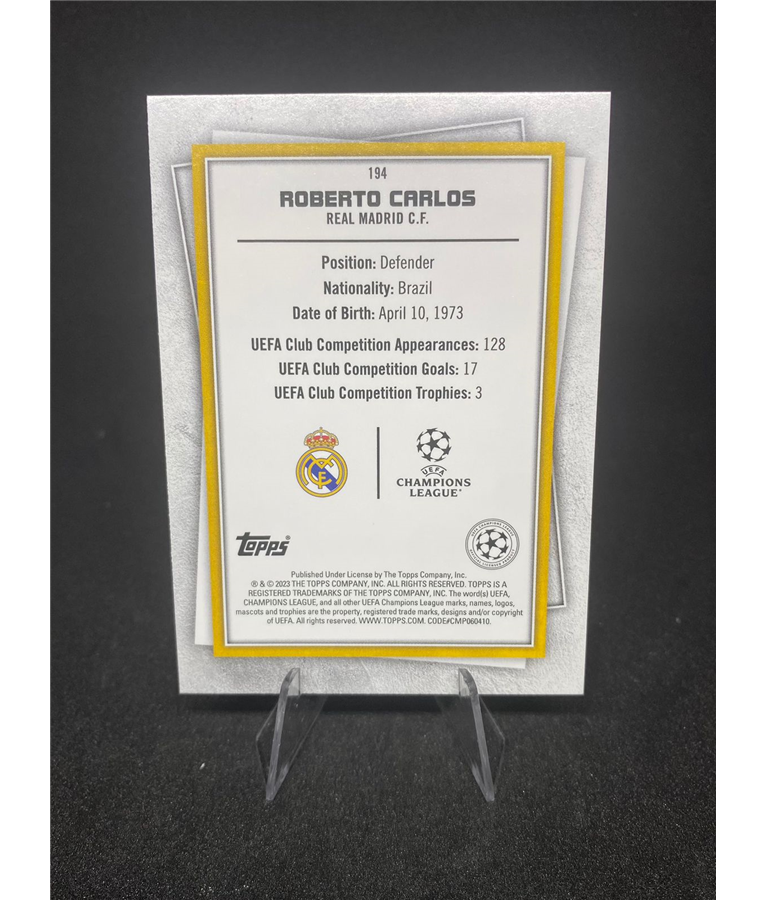 194
ROBERTO CARLOS
REAL MADRID C.F.
Position: Defender
Nationality: Brazil
Date of Birth: April 10, 1973
UEFA Club Competition Appearances: 128
UEFA Club Competition Goals: 17
UEFA Club Competition Trophies: 3
UEFA
CHAMPIONS
LEAGUE®
Topps®
Published Under License by The Topps Company, Inc.
® & © 2023 THE TOPPS COMPANY, INC. ALL RIGHTS RESERVED. TOPPS IS A
REGISTERED TRADEMARKS OF THE TOPPS COMPANY, INC. The word(s) UEFA,
CHAMPIONS LEAGUE, and all other UEFA Champions League marks, names, logos,
mascots and trophies are the property, registered trade marks, designs and/or copyright
of UEFA. All rights reserved. WWW.TOPPS.COM. CODE#CMP060410.